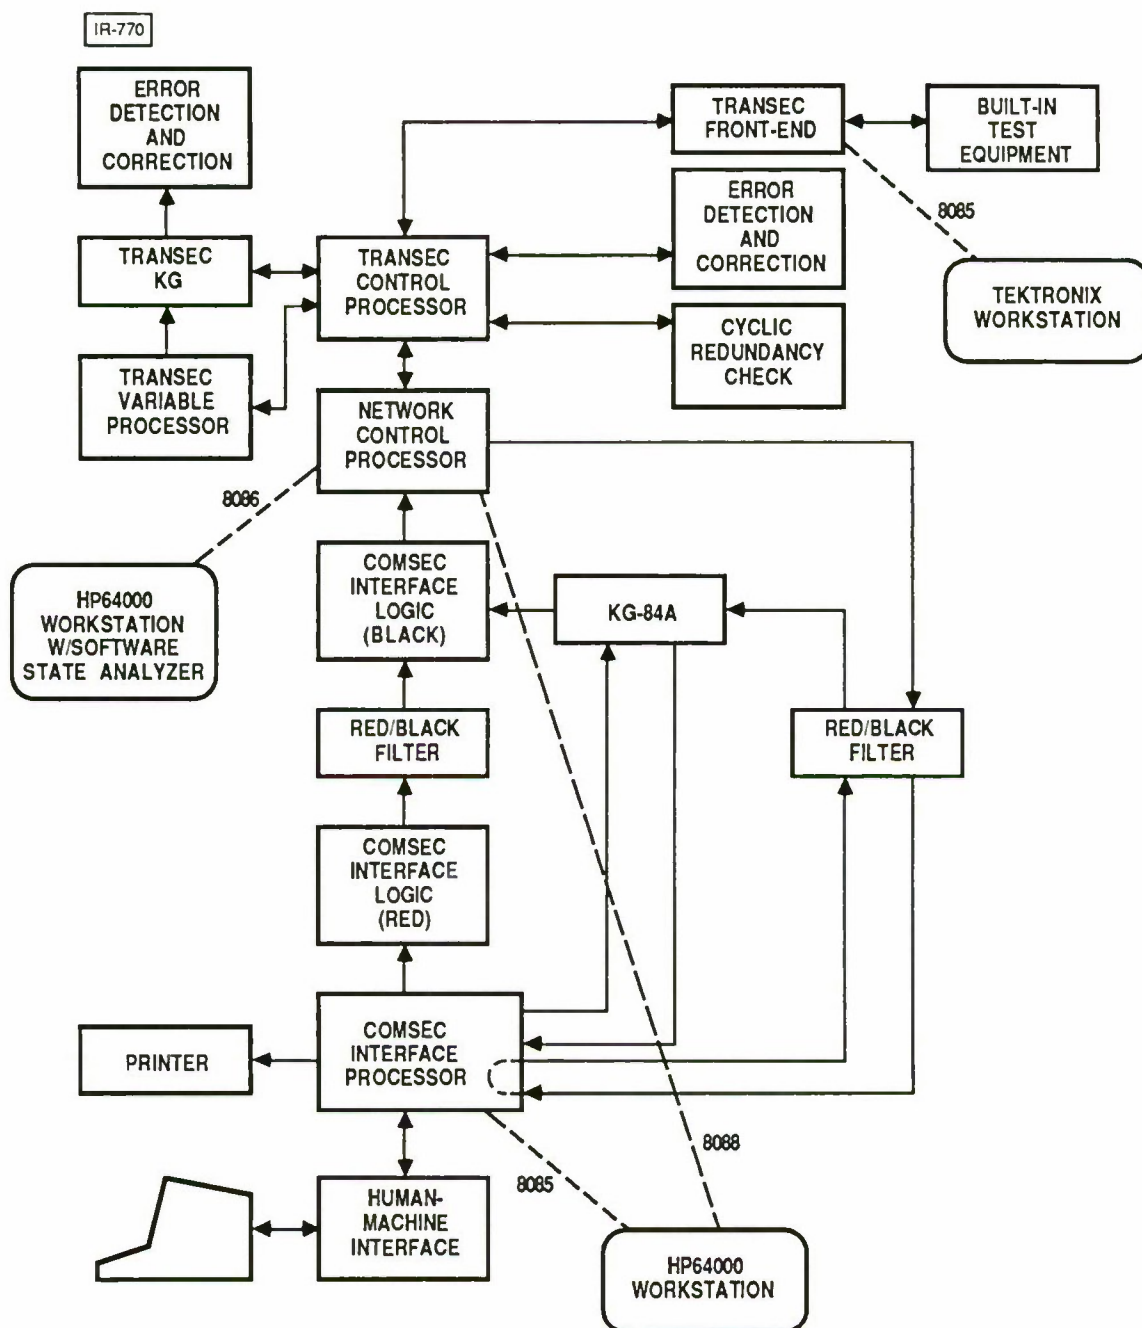 IR-770
ERROR
DETECTION
AND
CORRECTION
TRANSEC
FRONT-END
BUILT-IN
TEST
EQUIPMENT
ERROR
DETECTION
AND
CORRECTION
8085
TRANSEC
KG
TRANSEC
CONTROL
PROCESSOR
TEKTRONIX
WORKSTATION
CYCLIC
REDUNDANCY
CHECK
TRANSEC
VARIABLE
PROCESSOR
NETWORK
CONTROL
PROCESSOR
8086
COMSEC
INTERFACE
LOGIC
(BLACK)
KG-84A
HP64000
WORKSTATION
W/SOFTWARE
STATE ANALYZER
RED/BLACK
FILTER
RED/BLACK
FILTER
COMSEC
INTERFACE
LOGIC
(RED)
PRINTER
COMSEC
INTERFACE
PROCESSOR
8088
8085
HUMAN-
MACHINE
INTERFACE
HP64000
WORKSTATION